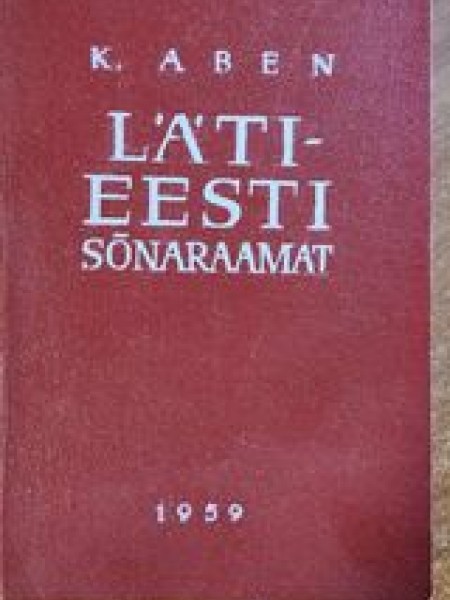 K. ABEN
LÄTI-
EESTI
SÕNARAAMAT
1959